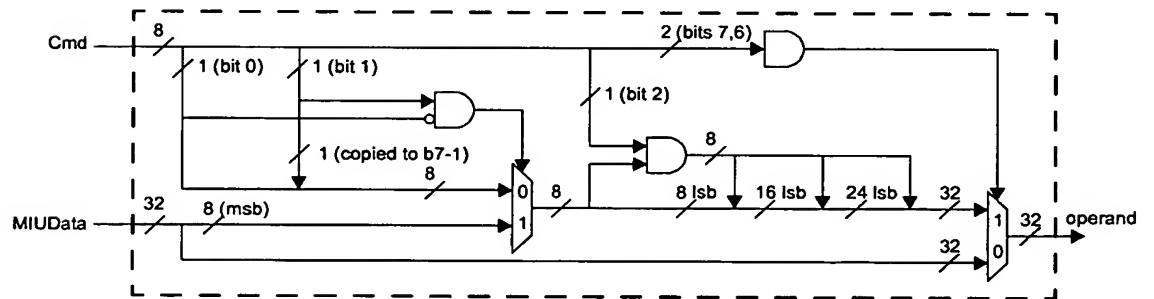 Cmd
8
2 (bits 7,6)
1 (bit 0)
1 (bit 1)
1 (bit 2)
1 (copied to b7-1)
8
8
0
1
8
8 lsb
16 lsb
24 lsb
32
MIUData
32
8 (msb)
1
0
32
operand
32